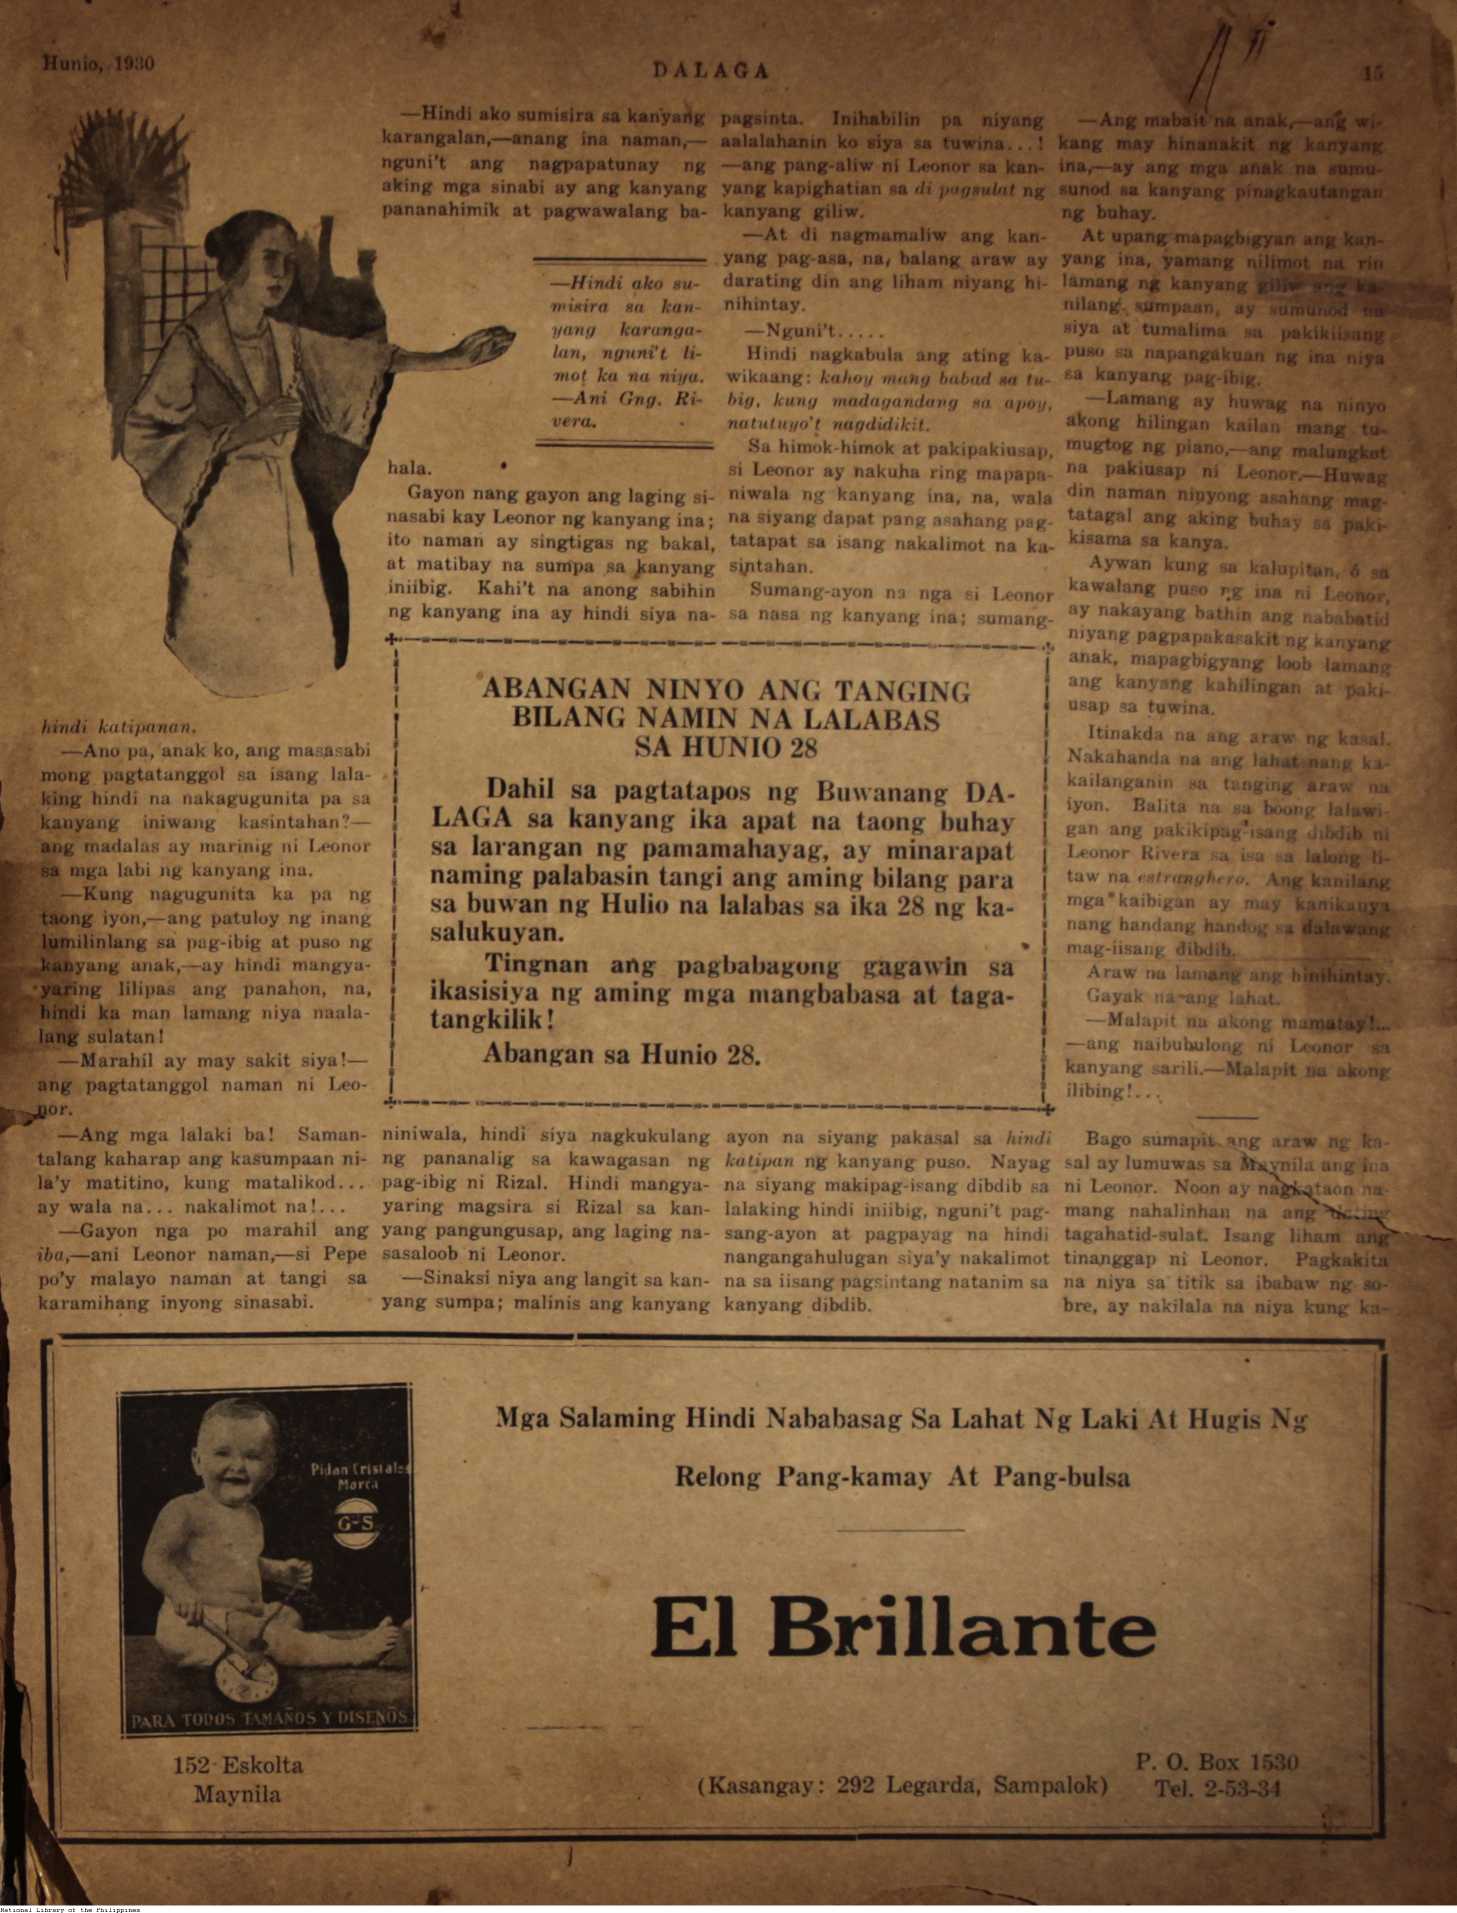 Hunio, 1930
DALAGA
15
hindi katipanan.
—Ano pa, anak ko, ang masasabi
mong pagtatanggol sa isang lala-
king hindi na nakagugunita pa sa
kanyang iniwang kasintahan?—
ang madalas ay marinig ni Leonor
sa mga labi ng kanyang ina.
—Kung nagugunita ka pa ng
taong iyon,—ang patuloy ng inang
lumilinlang sa pag-ibig at puso ng
kanyang anak,—ay hindi mangya-
yaring lilipas ang panahon, na,
hindi ka man lamang niya naala-
lang sulatan!
—Marahil ay may sakit siya!—
ang pagtatanggol naman ni Leo-
nor.
—Ang mga lalaki ba! Saman-
talang kaharap ang kasumpaan ni-
la'y matitino, kung matalikod...
ay wala na... nakalimot na!...
—Gayon nga po marahil ang
iba,—ani Leonor naman,—si Pepe
po'y malayo naman at tangi sa
karamihang inyong sinasabi.
—Hindi ako sumisira sa kanyang
karangalan,—anang ina naman,—
nguni't ang nagpapatunay ng
aking mga sinabi ay ang kanyang
pananahimik at pagwawalang ba-
—Hindi ako su-
misira sa kan-
yang karanga-
lan, nguni't li-
mot ka na niya.
—Ani Gng. Ri-
vera.
hala.
Gayon nang gayon ang laging si-
nasabi kay Leonor ng kanyang ina;
ito naman ay singtigas ng bakal,
at matibay na sumpa sa kanyang
iniibig. Kahi't na anong sabihin
ng kanyang ina ay hindi siya na-
niniwala, hindi siya nagkukulang
ng pananalig sa kawagasan ng
pag-ibig ni Rizal. Hindi mangya-
yaring magsira si Rizal sa kan-
yang pangungusap, ang laging na-
sasaloob ni Leonor.
—Sinaksi niya ang langit sa kan-
yang sumpa; malinis ang kanyang
pagsinta. Inihabilin pa niyang
aalalahanin ko siya sa tuwina...!
—ang pang-aliw ni Leonor sa kan-
yang kapighatian sa di pagsulat ng
kanyang giliw.
—At di nagmamaliw ang kan-
yang pag-asa, na, balang araw ay
darating din ang liham niyang hi-
nihintay.
—Nguni't.....
Hindi nagkabula ang ating ka-
wikaang: kahoy mang babad sa tu-
big, kung madagandang sa apoy,
natutuyo't nagdidikit.
Sa himok-himok at pakipakiusap,
si Leonor ay nakuha ring mapapa-
niwala ng kanyang ina, na, wala
na siyang dapat pang asahang pag-
tatapat sa isang nakalimot na ka-
sintahan.
Sumang-ayon na nga si Leonor
sa nasa ng kanyang ina; sumang-
ayon na siyang pakasal sa hindi
katipan ng kanyang puso. Nayag
na siyang makipag-isang dibdib sa
lalaking hindi iniibig, nguni't pag-
sang-ayon at pagpayag na hindi
nangangahulugan siya'y nakalimot
na sa iisang pagsintang natanim sa
kanyang dibdib.
—Ang mabait na anak,—ang wi-
kang may hinanakit ng kanyang
ina,—ay ang mga anak na sumu-
sunod sa kanyang pinagkautangan
ng buhay.
At upang mapagbigyan ang kan-
yang ina, yamang nilimot na rin
lamang ng kanyang giliw ang ka-
nilang sumpaan, ay sumunod na
siya at tumalima sa pakikiisang
puso sa napangakuan ng ina niya
sa kanyang pag-ibig.
—Lamang ay huwag na ninyo
akong hilingan kailan mang tu-
mugtog ng piano,—ang malungkot
na pakiusap ni Leonor.—Huwag
din naman ninyong asahang mag-
tatagal ang aking buhay sa paki-
kisama sa kanya.
Aywan kung sa kalupitan, ó sa
kawalang puso ng ina ni Leonor,
ay nakayang bathin ang nababatid
niyang pagpapakasakit ng kanyang
anak, mapagbigyang loob lamang
ang kanyang kahilingan at paki-
usap sa tuwina.
Itinakda na ang araw ng kasal.
Nakahanda na ang lahat nang ka-
kailanganin sa tanging araw na
iyon. Balita na sa boong lalawi-
gan ang pakikipag-isang dibdib ni
Leonor Rivera sa isa sa lalong li-
taw na estranghero. Ang kanilang
mga kaibigan ay may kanikanya
nang handang handog sa dalawang
mag-iisang dibdib.
Araw na lamang ang hinihintay.
Gayak na ang lahat.
—Malapit na akong mamatay!...
—ang naibubulong ni Leonor sa
kanyang sarili.—Malapit na akong
ilibing!...
Bago sumapit ang araw ng ka-
sal ay lumuwas sa Maynila ang ina
ni Leonor. Noon ay nagkataon na-
mang nahalinhan na ang dating
tagahatid-sulat. Isang liham ang
tinanggap ni Leonor. Pagkakita
na niya sa titik sa ibabaw ng so-
bre, ay nakilala na niya kung ka-
ABANGAN NINYO ANG TANGING
BILANG NAMIN NA LALABAS
SA HUNIO 28
Dahil sa pagtatapos ng Buwanang DA-
LAGA sa kanyang ika apat na taong buhay
sa larangan ng pamamahayag, ay minarapat
naming palabasin tangi ang aming bilang para
sa buwan ng Hulio na lalabas sa ika 28 ng ka-
salukuyan.
Tingnan ang pagbabagong gagawin sa
ikasisiya ng aming mga mangbabasa at taga-
tangkilik!
Abangan sa Hunio 28.
Pidan Cristales
Marca
G-S
PARA TODOS TAMAÑOS Y DISEÑOS
152 Eskolta
Maynila
Mga Salaming Hindi Nababasag Sa Lahat Ng Laki At Hugis Ng
Relong Pang-kamay At Pang-bulsa
El Brillante
(Kasangay: 292 Legarda, Sampalok)
P. O. Box 1530
Tel. 2-53-34
National Library of the Philippines